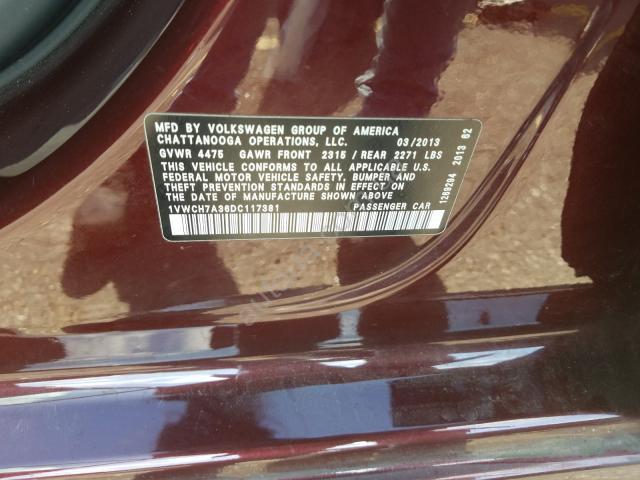 MFD BY VOLKSWAGEN GROUP OF AMERICA
CHATTANOOGA OPERATIONS, LLC. 03/2013
GVWR 4475 GAWR FRONT 2315 / REAR 2271 LBS
THIS VEHICLE CONFORMS TO ALL APPLICABLE U.S.
FEDERAL MOTOR VEHICLE SAFETY, BUMPER AND
THEFT PREVENTION STANDARDS IN EFFECT ON
THE DATE OF MANUFACTURE SHOWN ABOVE
1VWCH7A36DC117381 PASSENGER CAR
1269294 2013 62